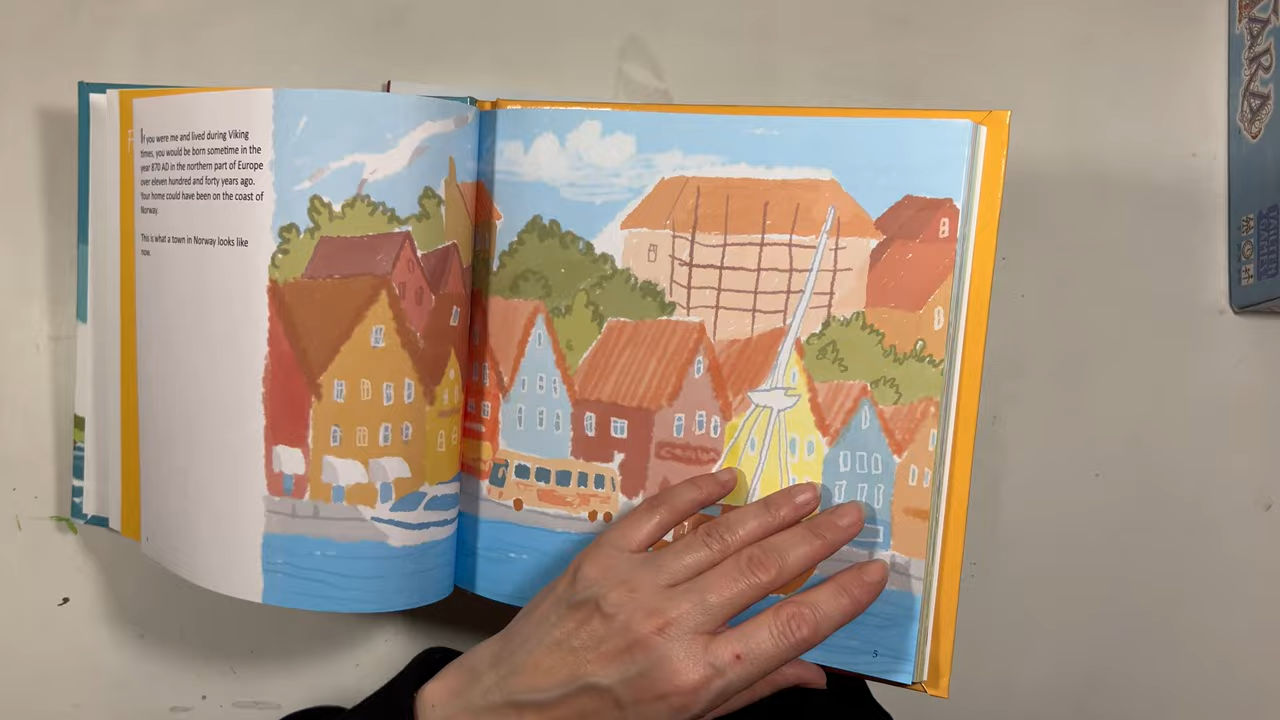 If you were me and lived during Viking
times, you would be born sometime in the
year 870 AD in the northern part of Europe
over eleven hundred and forty years ago.
Your home could have been on the coast of
Norway.
This is what a town in Norway looks like
now.
5